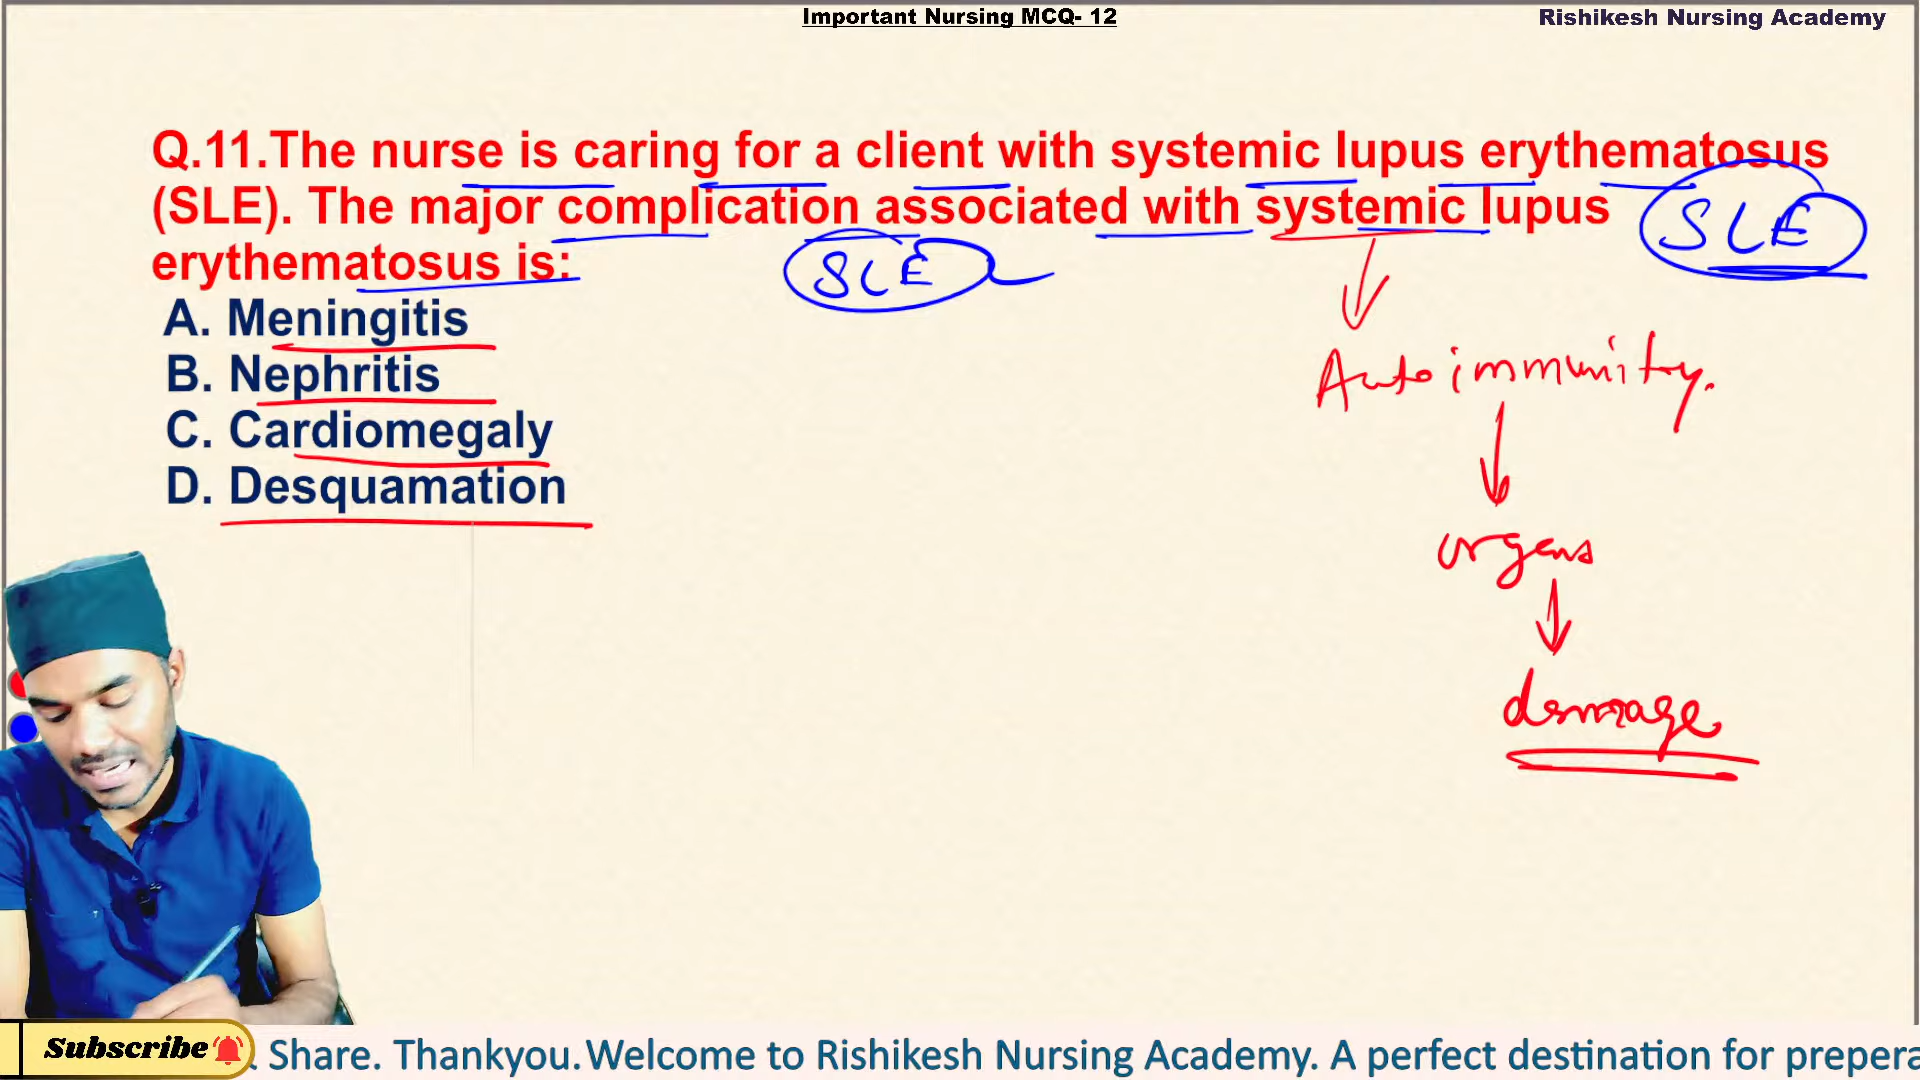 Important Nursing MCQ- 12
Rishikesh Nursing Academy
Q.11.The nurse is caring for a client with systemic lupus erythematosus
(SLE). The major complication associated with systemic lupus
erythematosus is:
SLE
SLE
A. Meningitis
B. Nephritis
C. Cardiomegaly
D. Desquamation
Autoimmunity.
organs
damage
Subscribe
Share. Thankyou.Welcome to Rishikesh Nursing Academy. A perfect destination for prepera